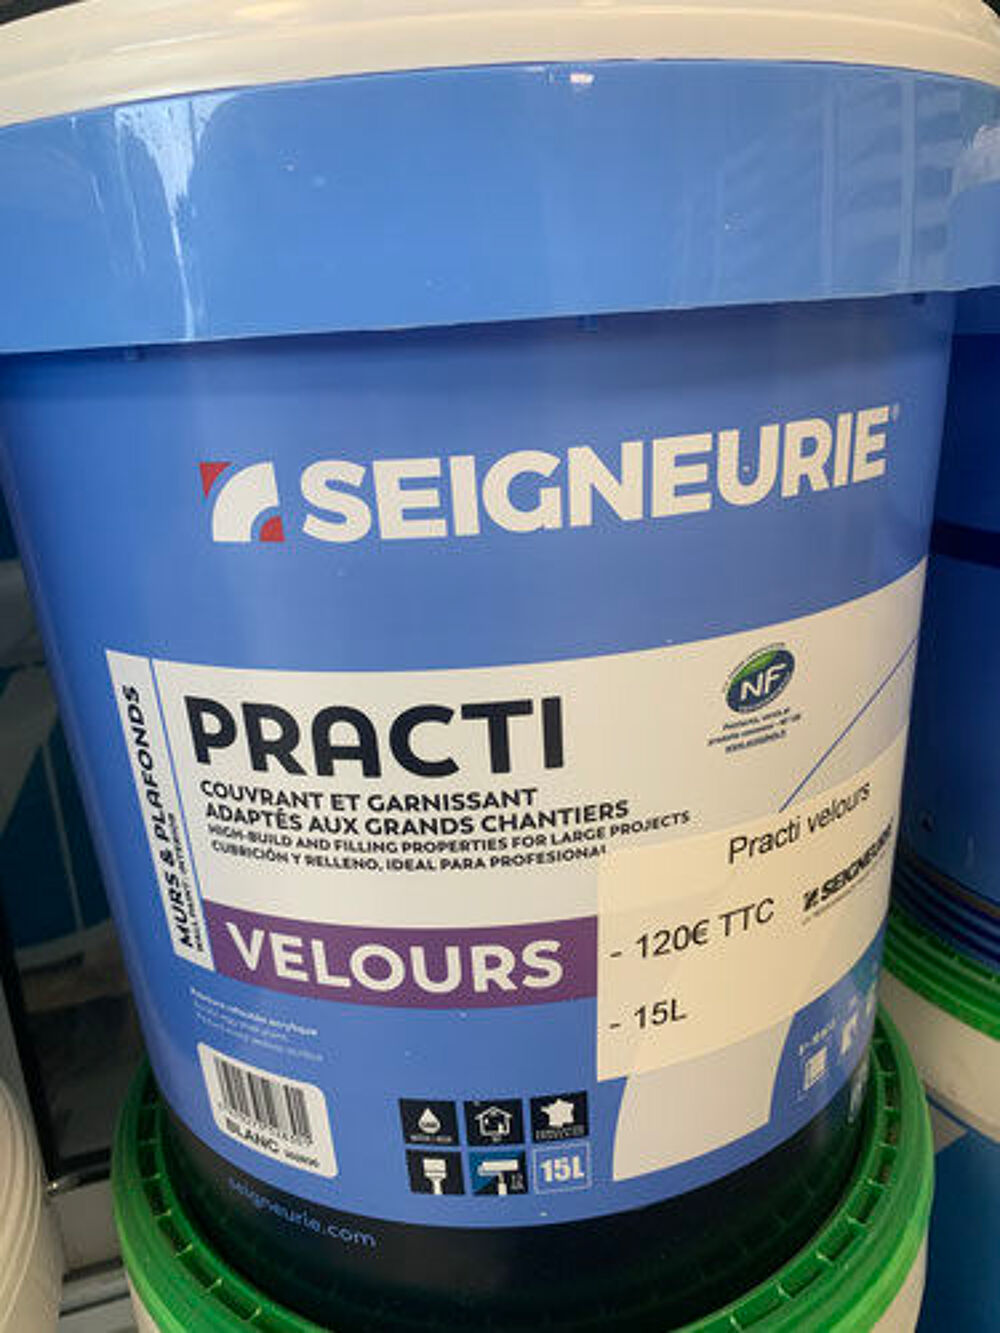 SEIGNEURIE
NF
PRACTI
COUVRANT ET GARNISSANT
ADAPTÉS AUX GRANDS CHANTIERS
HIGH-BUILD AND FILLING PROPERTIES FOR LARGE PROJECTS
CUBRICIÓN Y RELLENO, IDEAL PARA PROFESIONAL
MURS & PLAFONDS
VELOURS
Practi velours
SEIGNEURIE
- 120€ TTC
- 15L
BLANC
15L
seigneurie.com